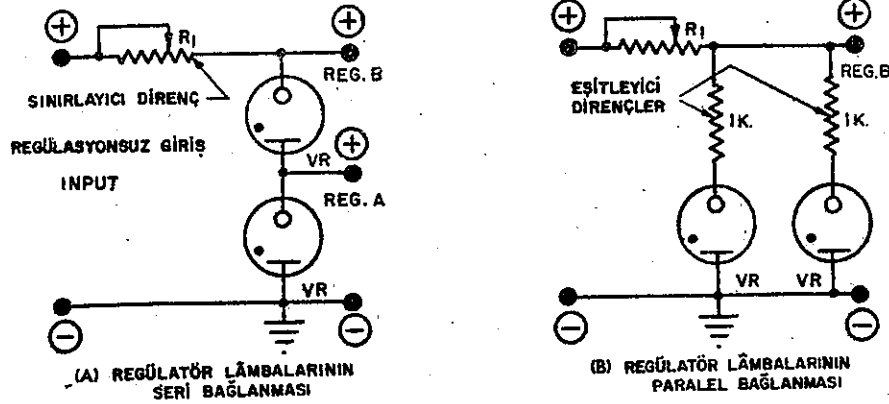 R1
REG. B
SINIRLAYICI DİRENÇ
REGÜLASYONSUZ GİRİŞ
INPUT
VR
REG. A
VR
(A) REGÜLATÖR LÂMBALARININ
SERİ BAĞLANMASI
R1
REG. B
EŞİTLEYİCİ
DİRENÇLER
1K.
1K.
VR
VR
(B) REGÜLATÖR LÂMBALARININ
PARALEL BAĞLANMASI